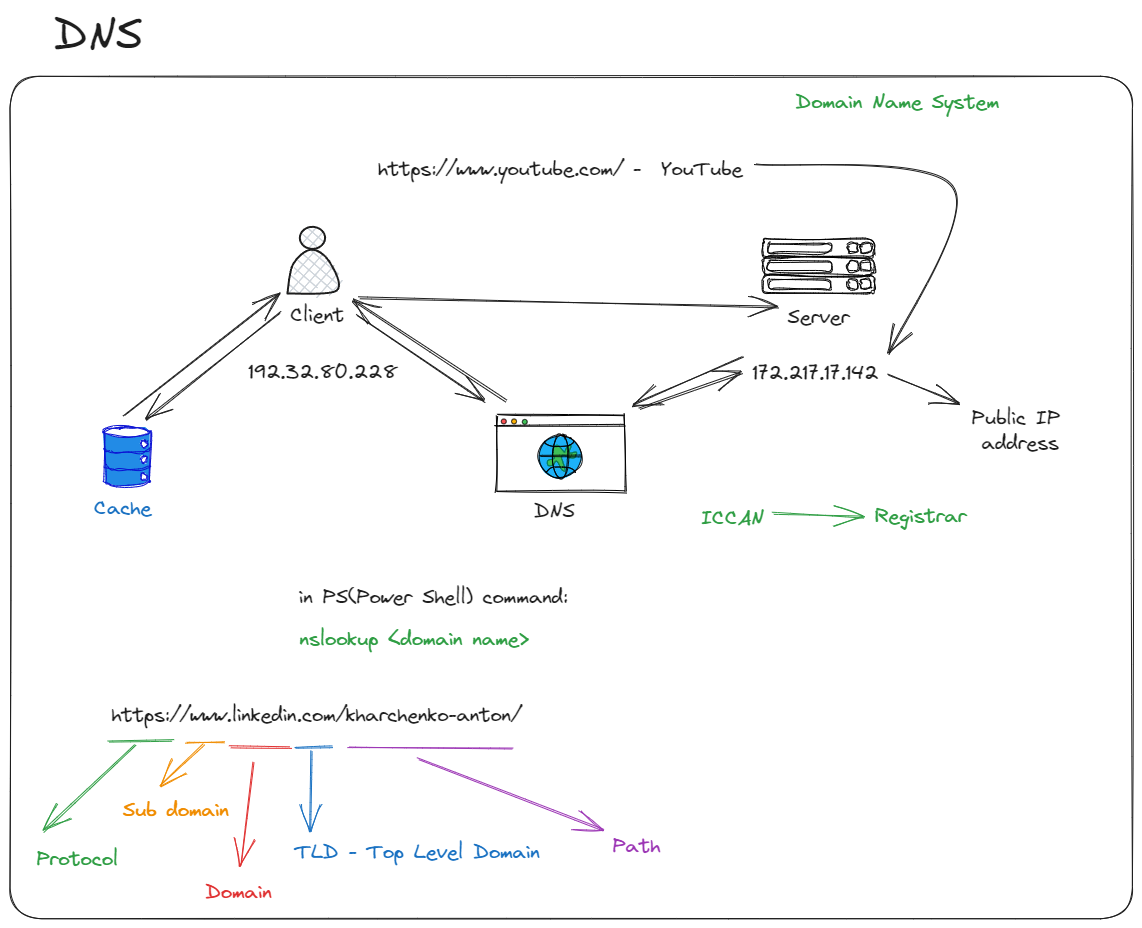 DNS
Domain Name System
https://www.youtube.com/ - YouTube
Client
Server
192.32.80.228
172.217.17.142
Public IP
address
Cache
DNS
ICCAN
Registrar
in PS(Power Shell) command:
nslookup <domain name>
https://www.linkedin.com/kharchenko-anton/
Sub domain
Protocol
TLD - Top Level Domain
Path
Domain